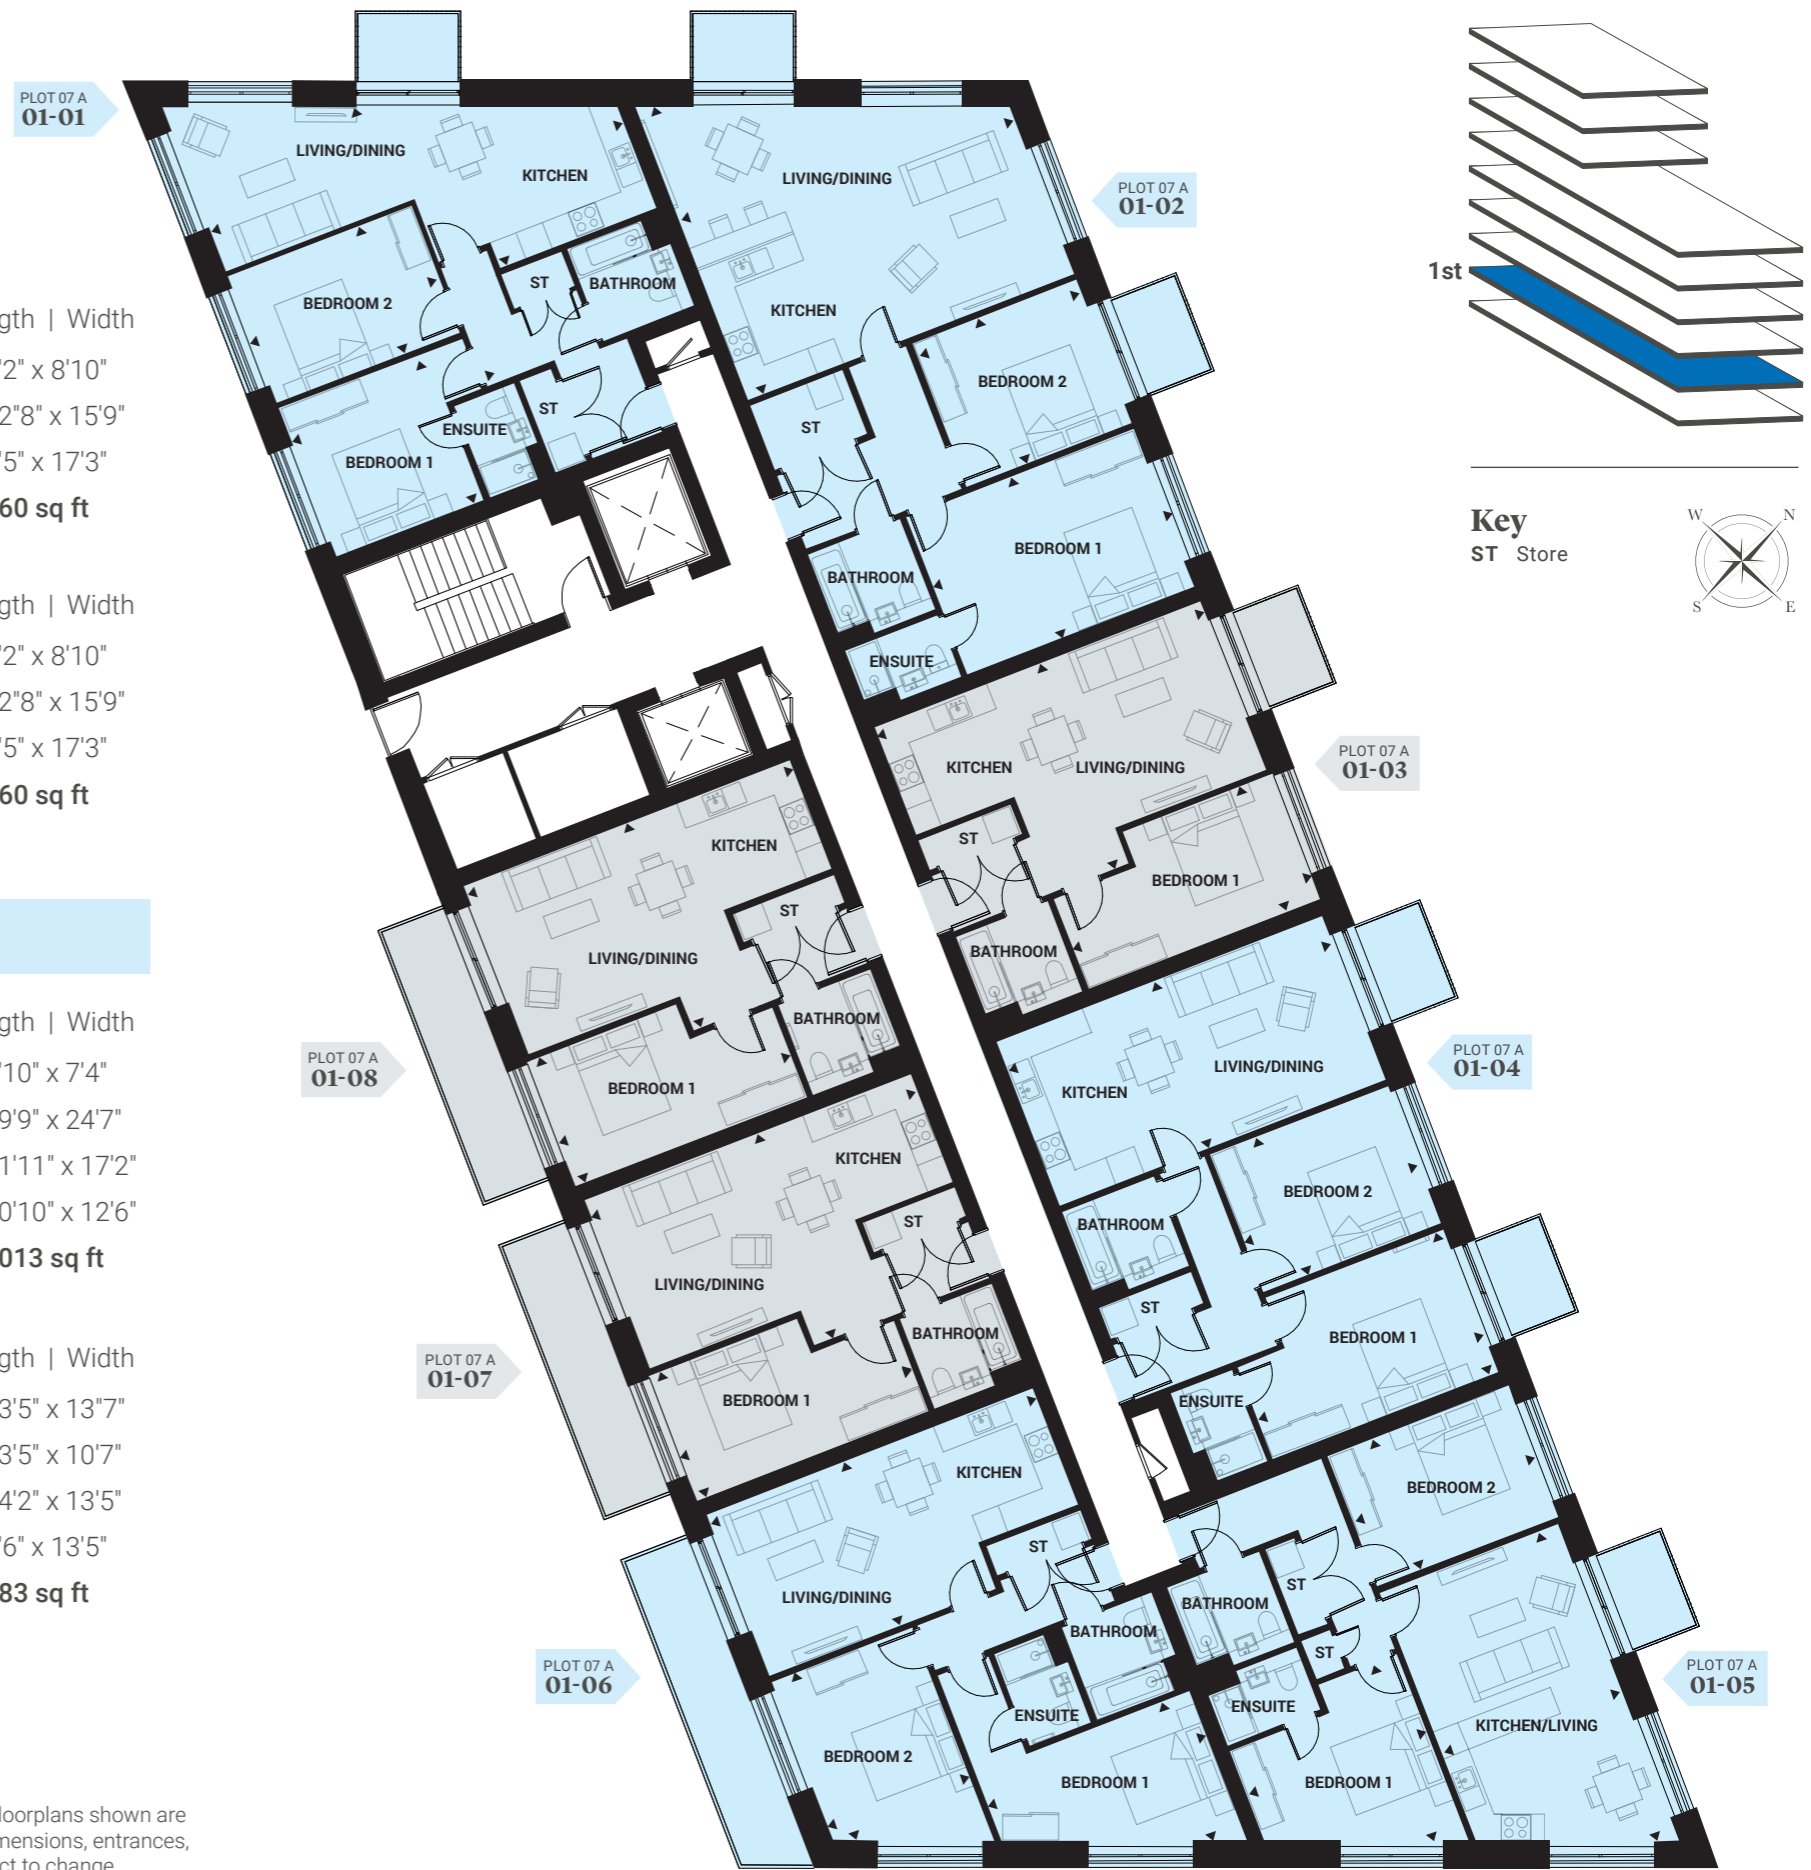 PLOT 07 A
01-01
LIVING/DINING
KITCHEN
BEDROOM 2
ST
BATHROOM
BEDROOM 1
ENSUITE
ST
PLOT 07 A
01-02
LIVING/DINING
KITCHEN
BEDROOM 2
ST
BEDROOM 1
BATHROOM
ENSUITE
PLOT 07 A
01-03
KITCHEN
LIVING/DINING
ST
BEDROOM 1
BATHROOM
PLOT 07 A
01-04
LIVING/DINING
KITCHEN
BEDROOM 2
BATHROOM
ST
BEDROOM 1
ENSUITE
PLOT 07 A
01-05
BEDROOM 2
ST
BATHROOM
ST
ENSUITE
KITCHEN/LIVING
BEDROOM 1
PLOT 07 A
01-06
KITCHEN
ST
LIVING/DINING
BATHROOM
ENSUITE
BEDROOM 2
BEDROOM 1
PLOT 07 A
01-07
KITCHEN
ST
LIVING/DINING
BATHROOM
BEDROOM 1
PLOT 07 A
01-08
KITCHEN
ST
LIVING/DINING
BATHROOM
BEDROOM 1
1st
Key
ST Store
W N
S E
gth | Width
'2" x 8'10"
2"8" x 15'9"
'5" x 17'3"
60 sq ft
gth | Width
'2" x 8'10"
2'8" x 15'9"
'5" x 17'3"
60 sq ft
gth | Width
'10" x 7'4"
9'9" x 24'7"
1'11" x 17'2"
0'10" x 12'6"
013 sq ft
gth | Width
3'5" x 13"7"
3'5" x 10'7"
4'2" x 13'5"
'6" x 13'5"
83 sq ft
loorplans shown are
mensions, entrances,
ct to change